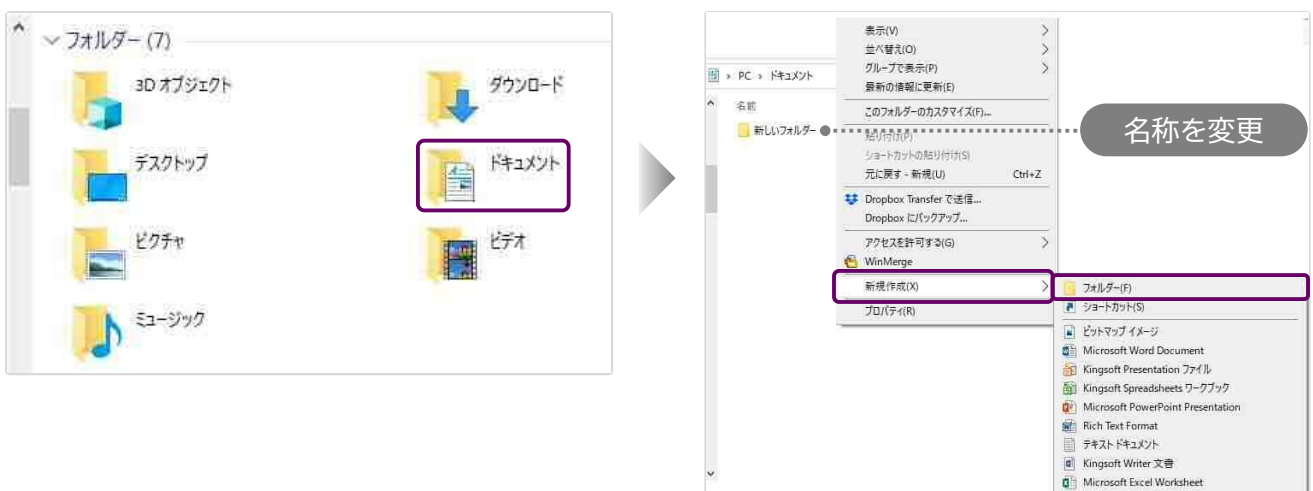 フォルダー (7)
3D オブジェクト
ダウンロード
デスクトップ
ドキュメント
ピクチャ
ビデオ
ミュージック
PC › ドキュメント
名前
新しいフォルダー
表示(V)
並べ替え(O)
グループで表示(P)
最新の情報に更新(E)
このフォルダーのカスタマイズ(F)...
貼り付け(P)
ショートカットの貼り付け(S)
元に戻す - 新規(U) Ctrl+Z
Dropbox Transfer で送信...
Dropbox にバックアップ...
アクセスを許可する(G)
WinMerge
新規作成(X)
プロパティ(R)
名称を変更
フォルダー(F)
ショートカット(S)
ビットマップ イメージ
Microsoft Word Document
Kingsoft Presentation ファイル
Kingsoft Spreadsheets ワークブック
Microsoft PowerPoint Presentation
Rich Text Format
テキスト ドキュメント
Kingsoft Writer 文書
Microsoft Excel Worksheet